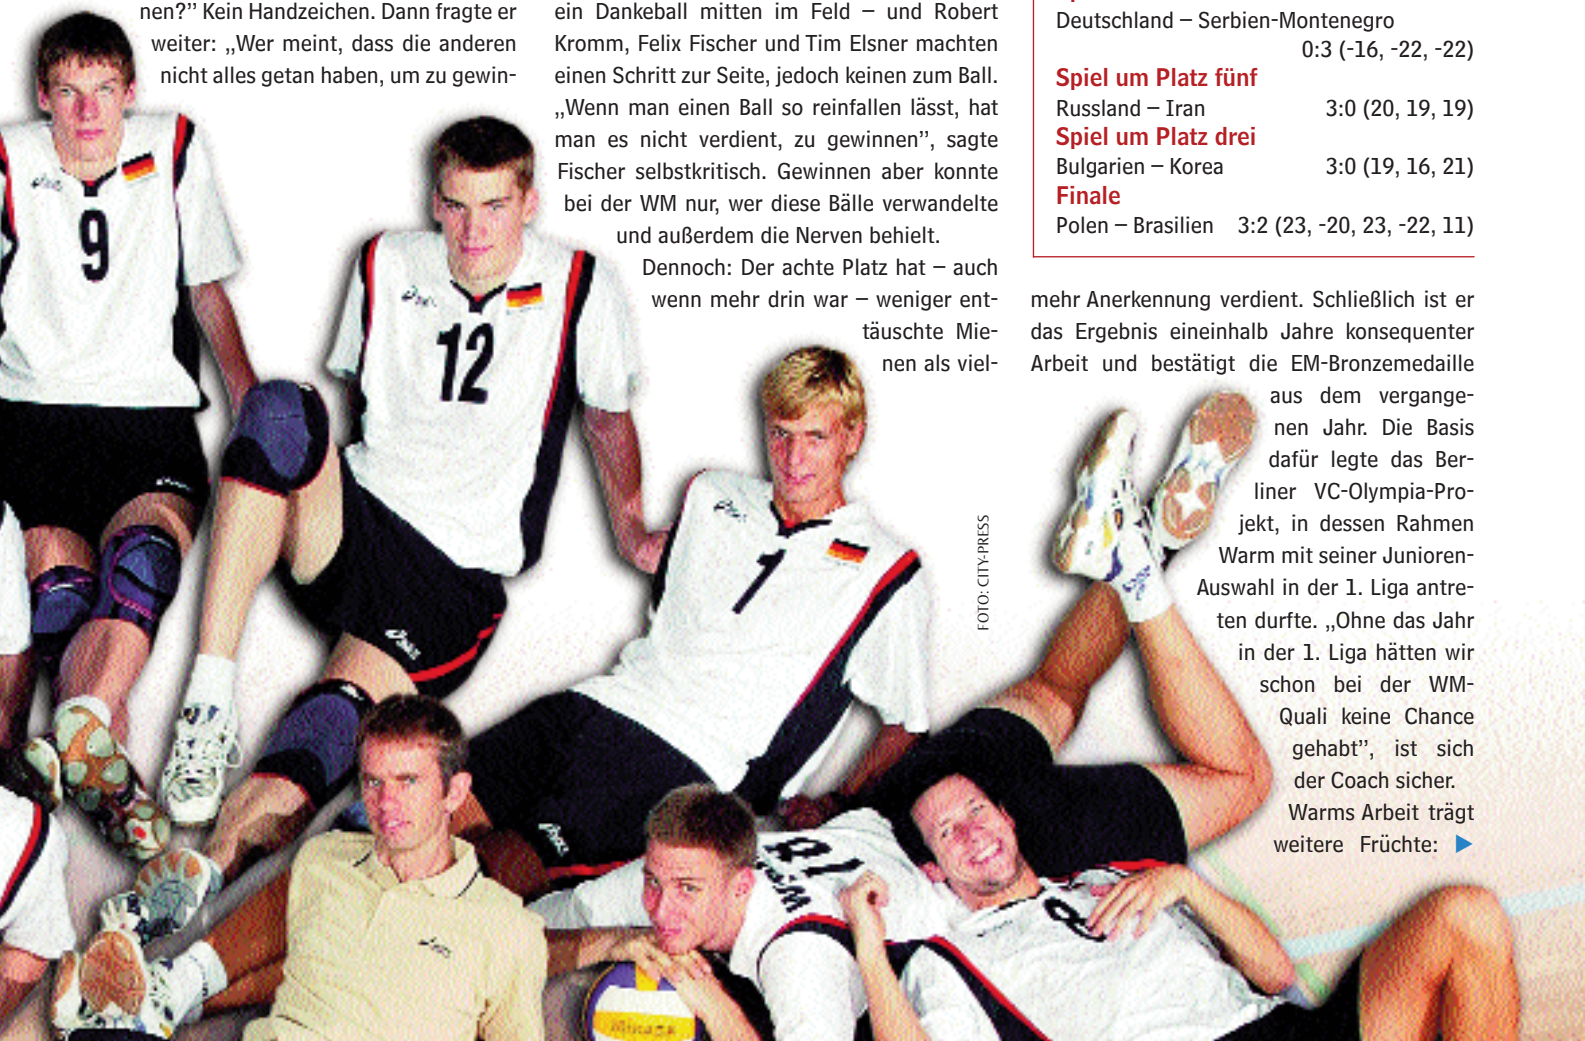 nen?” Kein Handzeichen. Dann fragte er
weiter: „Wer meint, dass die anderen
nicht alles getan haben, um zu gewin-
ein Dankeball mitten im Feld – und Robert
Kromm, Felix Fischer und Tim Elsner machten
einen Schritt zur Seite, jedoch keinen zum Ball.
„Wenn man einen Ball so reinfallen lässt, hat
man es nicht verdient, zu gewinnen”, sagte
Fischer selbstkritisch. Gewinnen aber konnte
bei der WM nur, wer diese Bälle verwandelte
und außerdem die Nerven behielt.
Dennoch: Der achte Platz hat – auch
wenn mehr drin war – weniger ent-
täuschte Mie-
nen als viel-
Deutschland – Serbien-Montenegro
0:3 (-16, -22, -22)
Spiel um Platz fünf
Russland – Iran 3:0 (20, 19, 19)
Spiel um Platz drei
Bulgarien – Korea 3:0 (19, 16, 21)
Finale
Polen – Brasilien 3:2 (23, -20, 23, -22, 11)
mehr Anerkennung verdient. Schließlich ist er
das Ergebnis eineinhalb Jahre konsequenter
Arbeit und bestätigt die EM-Bronzemedaille
aus dem vergange-
nen Jahr. Die Basis
dafür legte das Ber-
liner VC-Olympia-Pro-
jekt, in dessen Rahmen
Warm mit seiner Junioren-
Auswahl in der 1. Liga antre-
ten durfte. „Ohne das Jahr
in der 1. Liga hätten wir
schon bei der WM-
Quali keine Chance
gehabt”, ist sich
der Coach sicher.
Warms Arbeit trägt
weitere Früchte:
FOTO: CITY-PRESS
9
12
1
8
asics
MIKASA